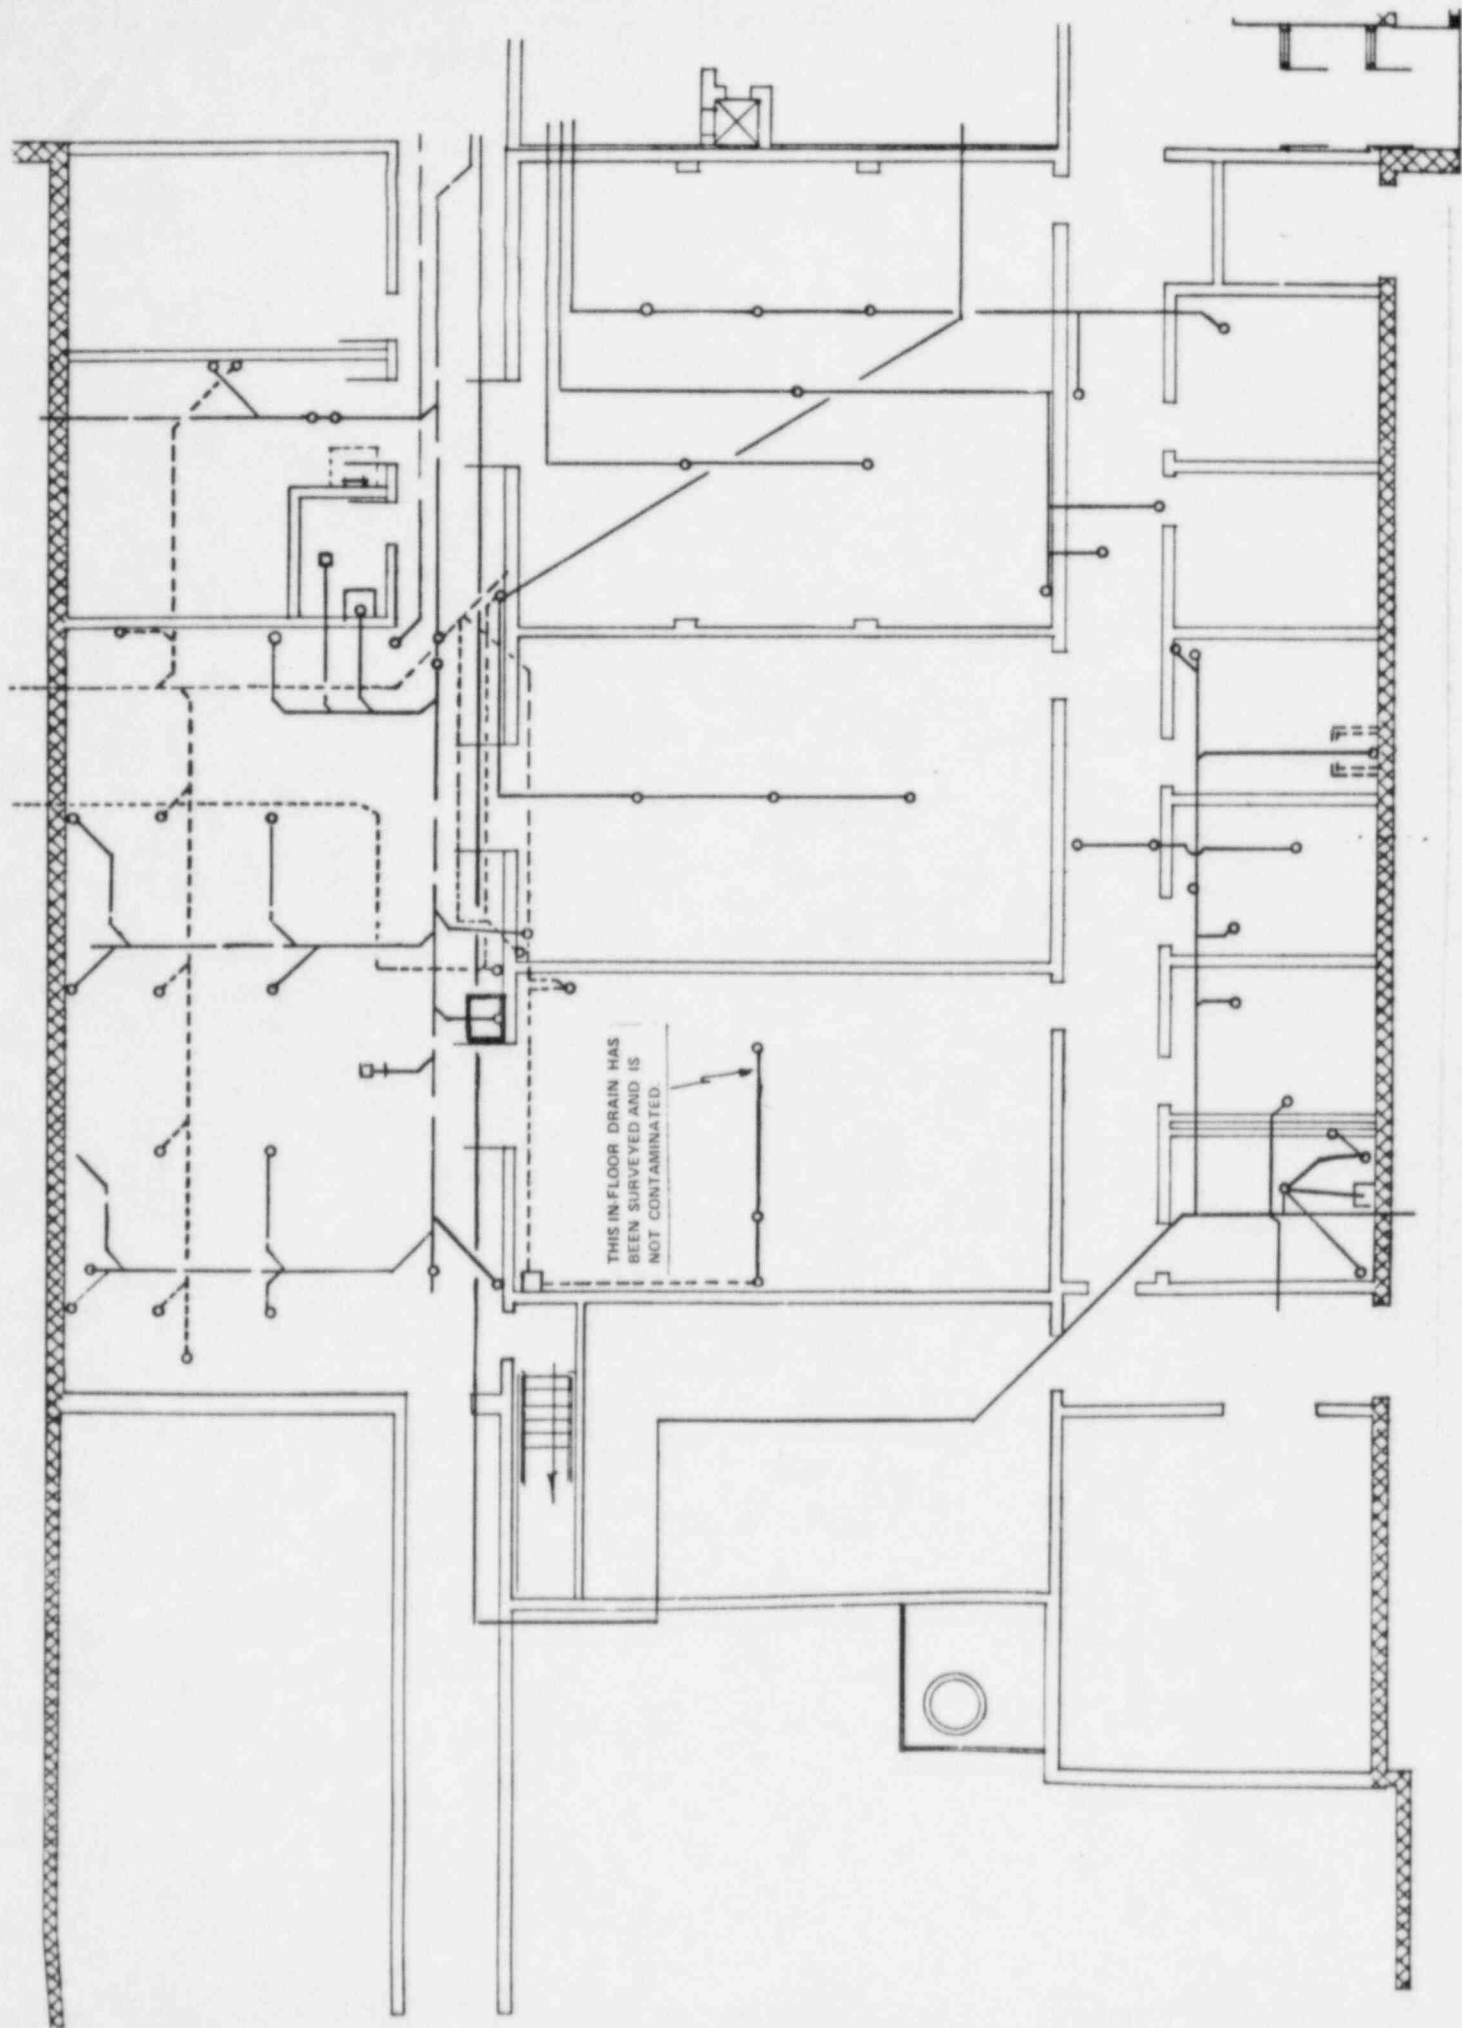 THIS IN-FLOOR DRAIN HAS
BEEN SURVEYED AND IS
NOT CONTAMINATED.